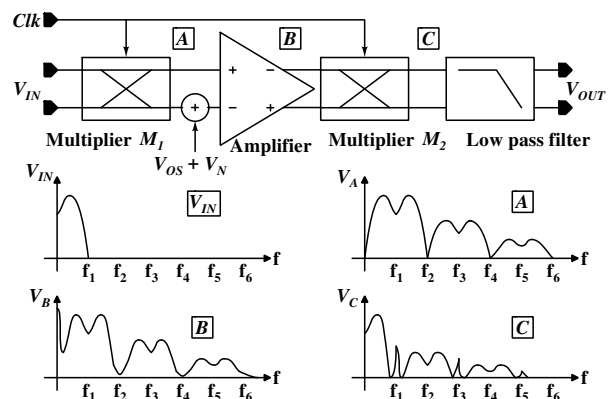 Clk
A
B
C
V_IN
+
−
−
+
+
V_OUT
Multiplier M_1
Amplifier
Multiplier M_2
Low pass filter
V_OS + V_N
V_IN
V_IN
f_1 f_2 f_3 f_4 f_5 f_6 f
V_A
A
f_1 f_2 f_3 f_4 f_5 f_6 f
V_B
B
f_1 f_2 f_3 f_4 f_5 f_6 f
V_C
C
f_1 f_2 f_3 f_4 f_5 f_6 f